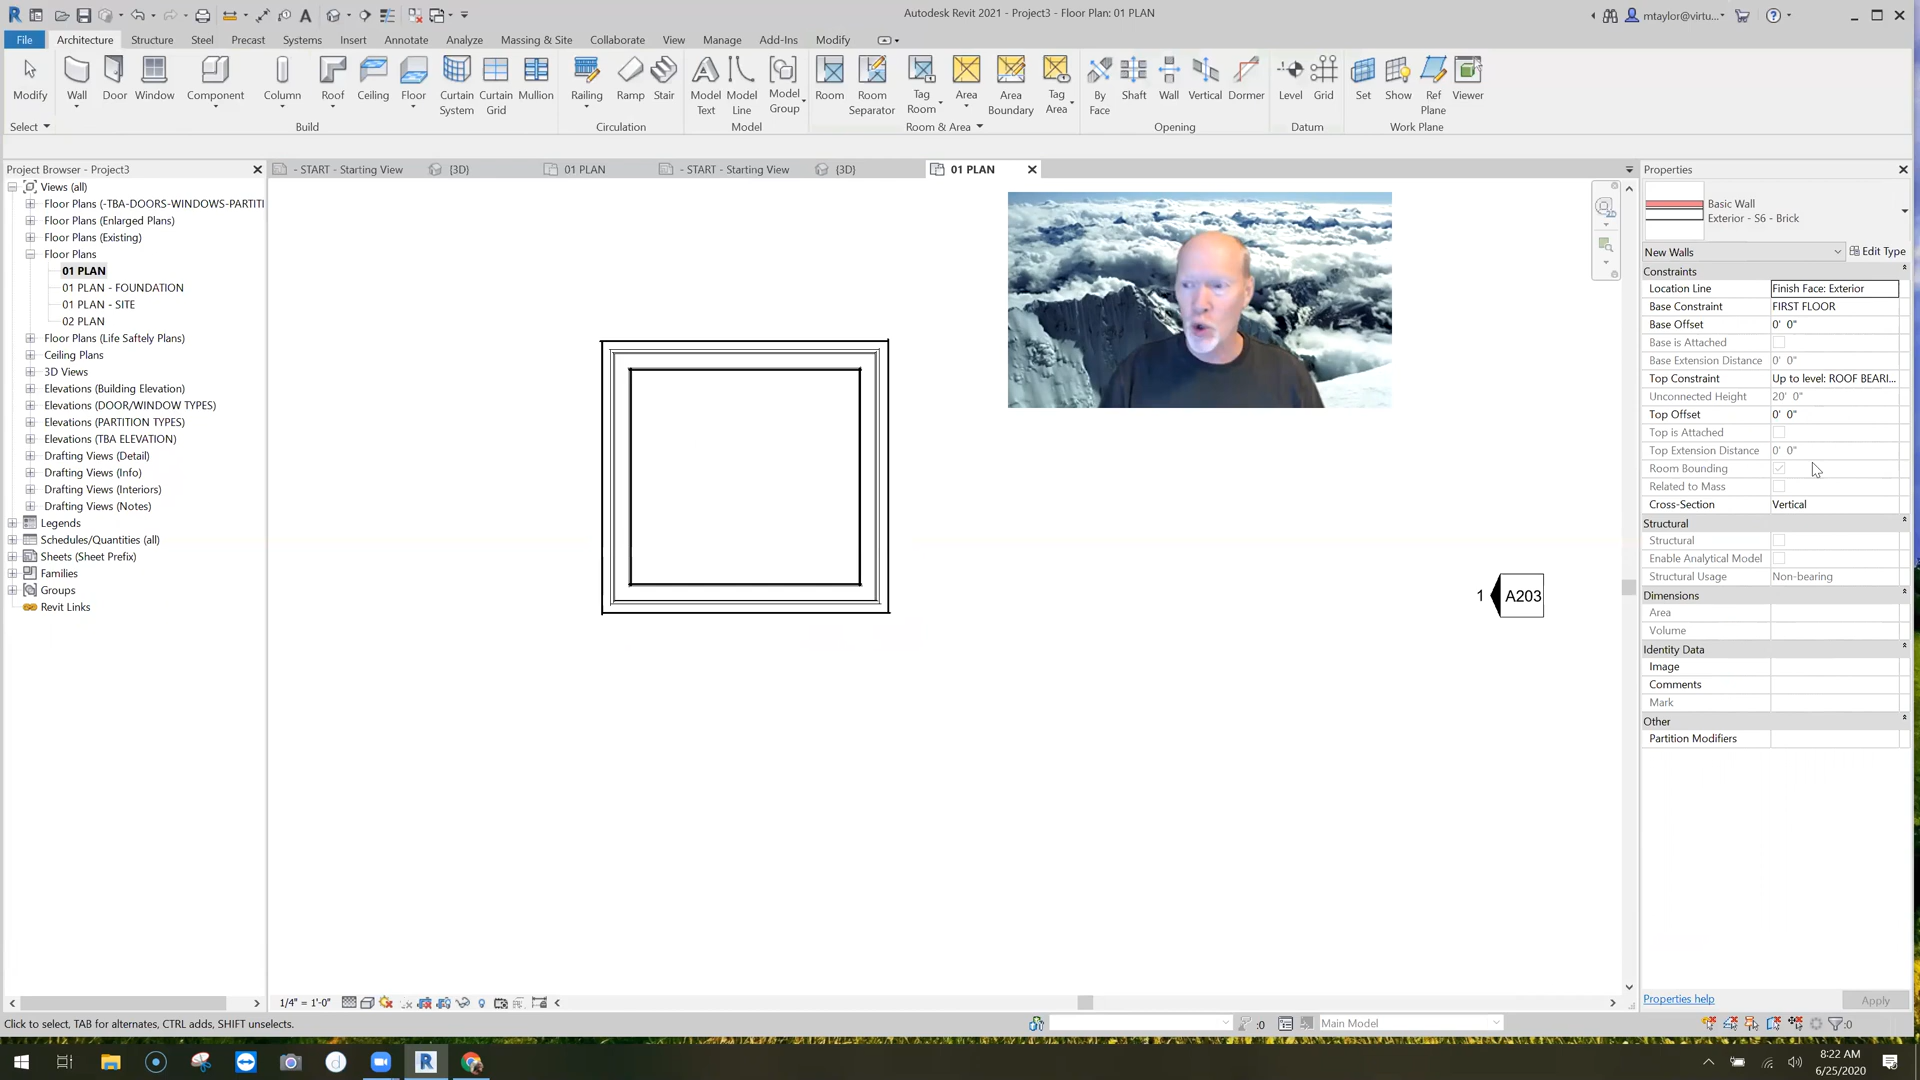 Autodesk Revit 2021 - Project3 - Floor Plan: 01 PLAN
mtaylor@virtu...
File Architecture Structure Steel Precast Systems Insert Annotate Analyze Massing & Site Collaborate View Manage Add-Ins Modify
Modify
Wall
Door
Window
Component
Column
Roof
Ceiling
Floor
Curtain System
Curtain Grid
Mullion
Railing
Ramp
Stair
Model Text
Model Line
Model Group
Room
Room Separator
Tag Room
Area
Area Boundary
Tag Area
By Face
Shaft
Wall
Vertical
Dormer
Level
Grid
Set
Show
Ref Plane
Viewer
Select
Build
Circulation
Model
Room & Area
Opening
Datum
Work Plane
Project Browser - Project3
- START - Starting View
{3D}
01 PLAN
- START - Starting View
{3D}
01 PLAN
Views (all)
Floor Plans (-TBA-DOORS-WINDOWS-PARTITI
Floor Plans (Enlarged Plans)
Floor Plans (Existing)
Floor Plans
01 PLAN
01 PLAN - FOUNDATION
01 PLAN - SITE
02 PLAN
Floor Plans (Life Saftely Plans)
Ceiling Plans
3D Views
Elevations (Building Elevation)
Elevations (DOOR/WINDOW TYPES)
Elevations (PARTITION TYPES)
Elevations (TBA ELEVATION)
Drafting Views (Detail)
Drafting Views (Info)
Drafting Views (Interiors)
Drafting Views (Notes)
Legends
Schedules/Quantities (all)
Sheets (Sheet Prefix)
Families
Groups
Revit Links
2D
1 A203
Properties
Basic Wall
Exterior - S6 - Brick
New Walls Edit Type
Constraints
Location Line Finish Face: Exterior
Base Constraint FIRST FLOOR
Base Offset 0' 0"
Base is Attached
Base Extension Distance 0' 0"
Top Constraint Up to level: ROOF BEARI...
Unconnected Height 20' 0"
Top Offset 0' 0"
Top is Attached
Top Extension Distance 0' 0"
Room Bounding
Related to Mass
Cross-Section Vertical
Structural
Structural
Enable Analytical Model
Structural Usage Non-bearing
Dimensions
Area
Volume
Identity Data
Image
Comments
Mark
Other
Partition Modifiers
Properties help Apply
1/4" = 1'-0"
Click to select, TAB for alternates, CTRL adds, SHIFT unselects.
:0
Main Model
:0
8:22 AM
6/25/2020